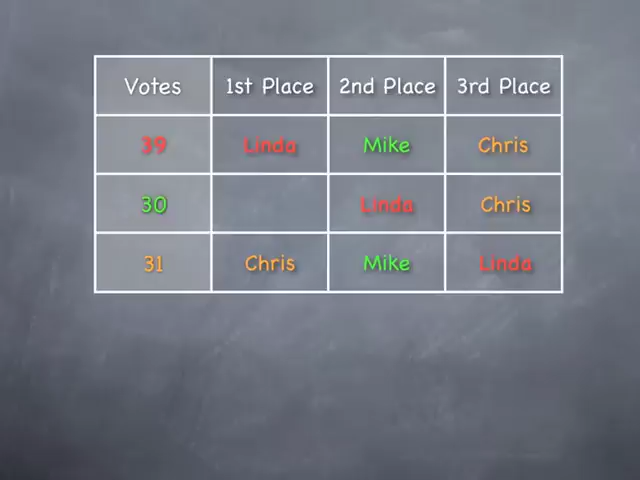 Votes 1st Place 2nd Place 3rd Place
39 Linda Mike Chris
30 Linda Chris
31 Chris Mike Linda